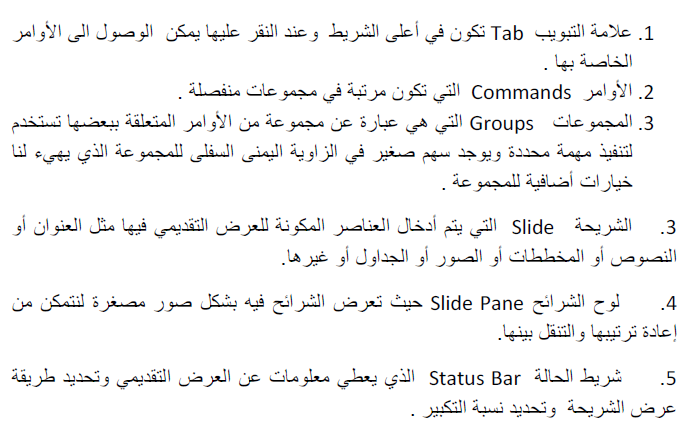 1. علامة التبويب Tab تكون في أعلى الشريط وعند النقر عليها يمكن الوصول الى الأوامر
الخاصة بها .
2. الأوامر Commands التي تكون مرتبة في مجموعات منفصلة .
3. المجموعات Groups التي هي عبارة عن مجموعة من الأوامر المتعلقة ببعضها تستخدم
لتنفيذ مهمة محددة ويوجد سهم صغير في الزاوية اليمنى السفلى للمجموعة الذي يهيء لنا
خيارات أضافية للمجموعة .
3. الشريحة Slide التي يتم أدخال العناصر المكونة للعرض التقديمي فيها مثل العنوان أو
النصوص أو المخططات أو الصور أو الجداول أو غيرها.
4. لوح الشرائح Slide Pane حيث تعرض الشرائح فيه بشكل صور مصغرة لنتمكن من
إعادة ترتيبها والتنقل بينها.
5. شريط الحالة Status Bar الذي يعطي معلومات عن العرض التقديمي وتحديد طريقة
عرض الشريحة وتحديد نسبة التكبير .